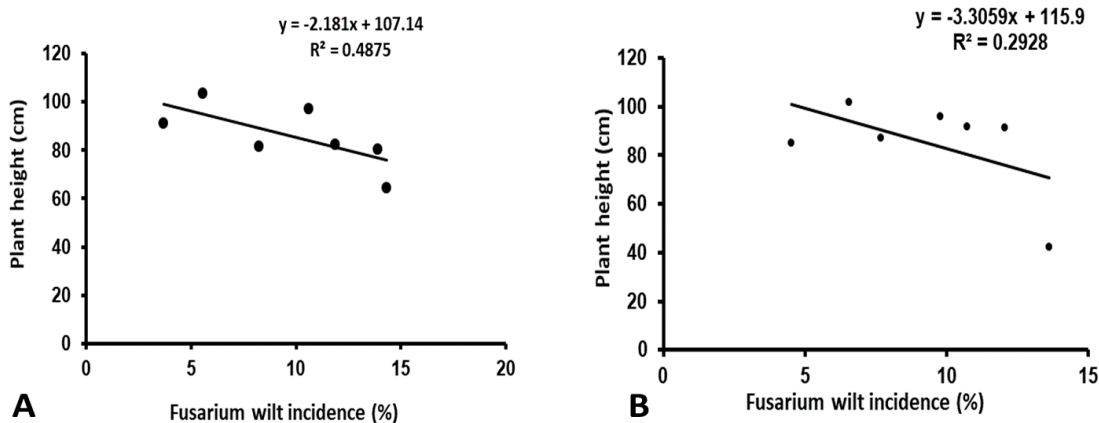 y = -2.181x + 107.14
R² = 0.4875
120
100
80
60
40
20
0
Plant height (cm)
0 5 10 15 20
Fusarium wilt incidence (%)
A
y = -3.3059x + 115.9
R² = 0.2928
120
100
80
60
40
20
0
Plant height (cm)
0 5 10 15
Fusarium wilt incidence (%)
B